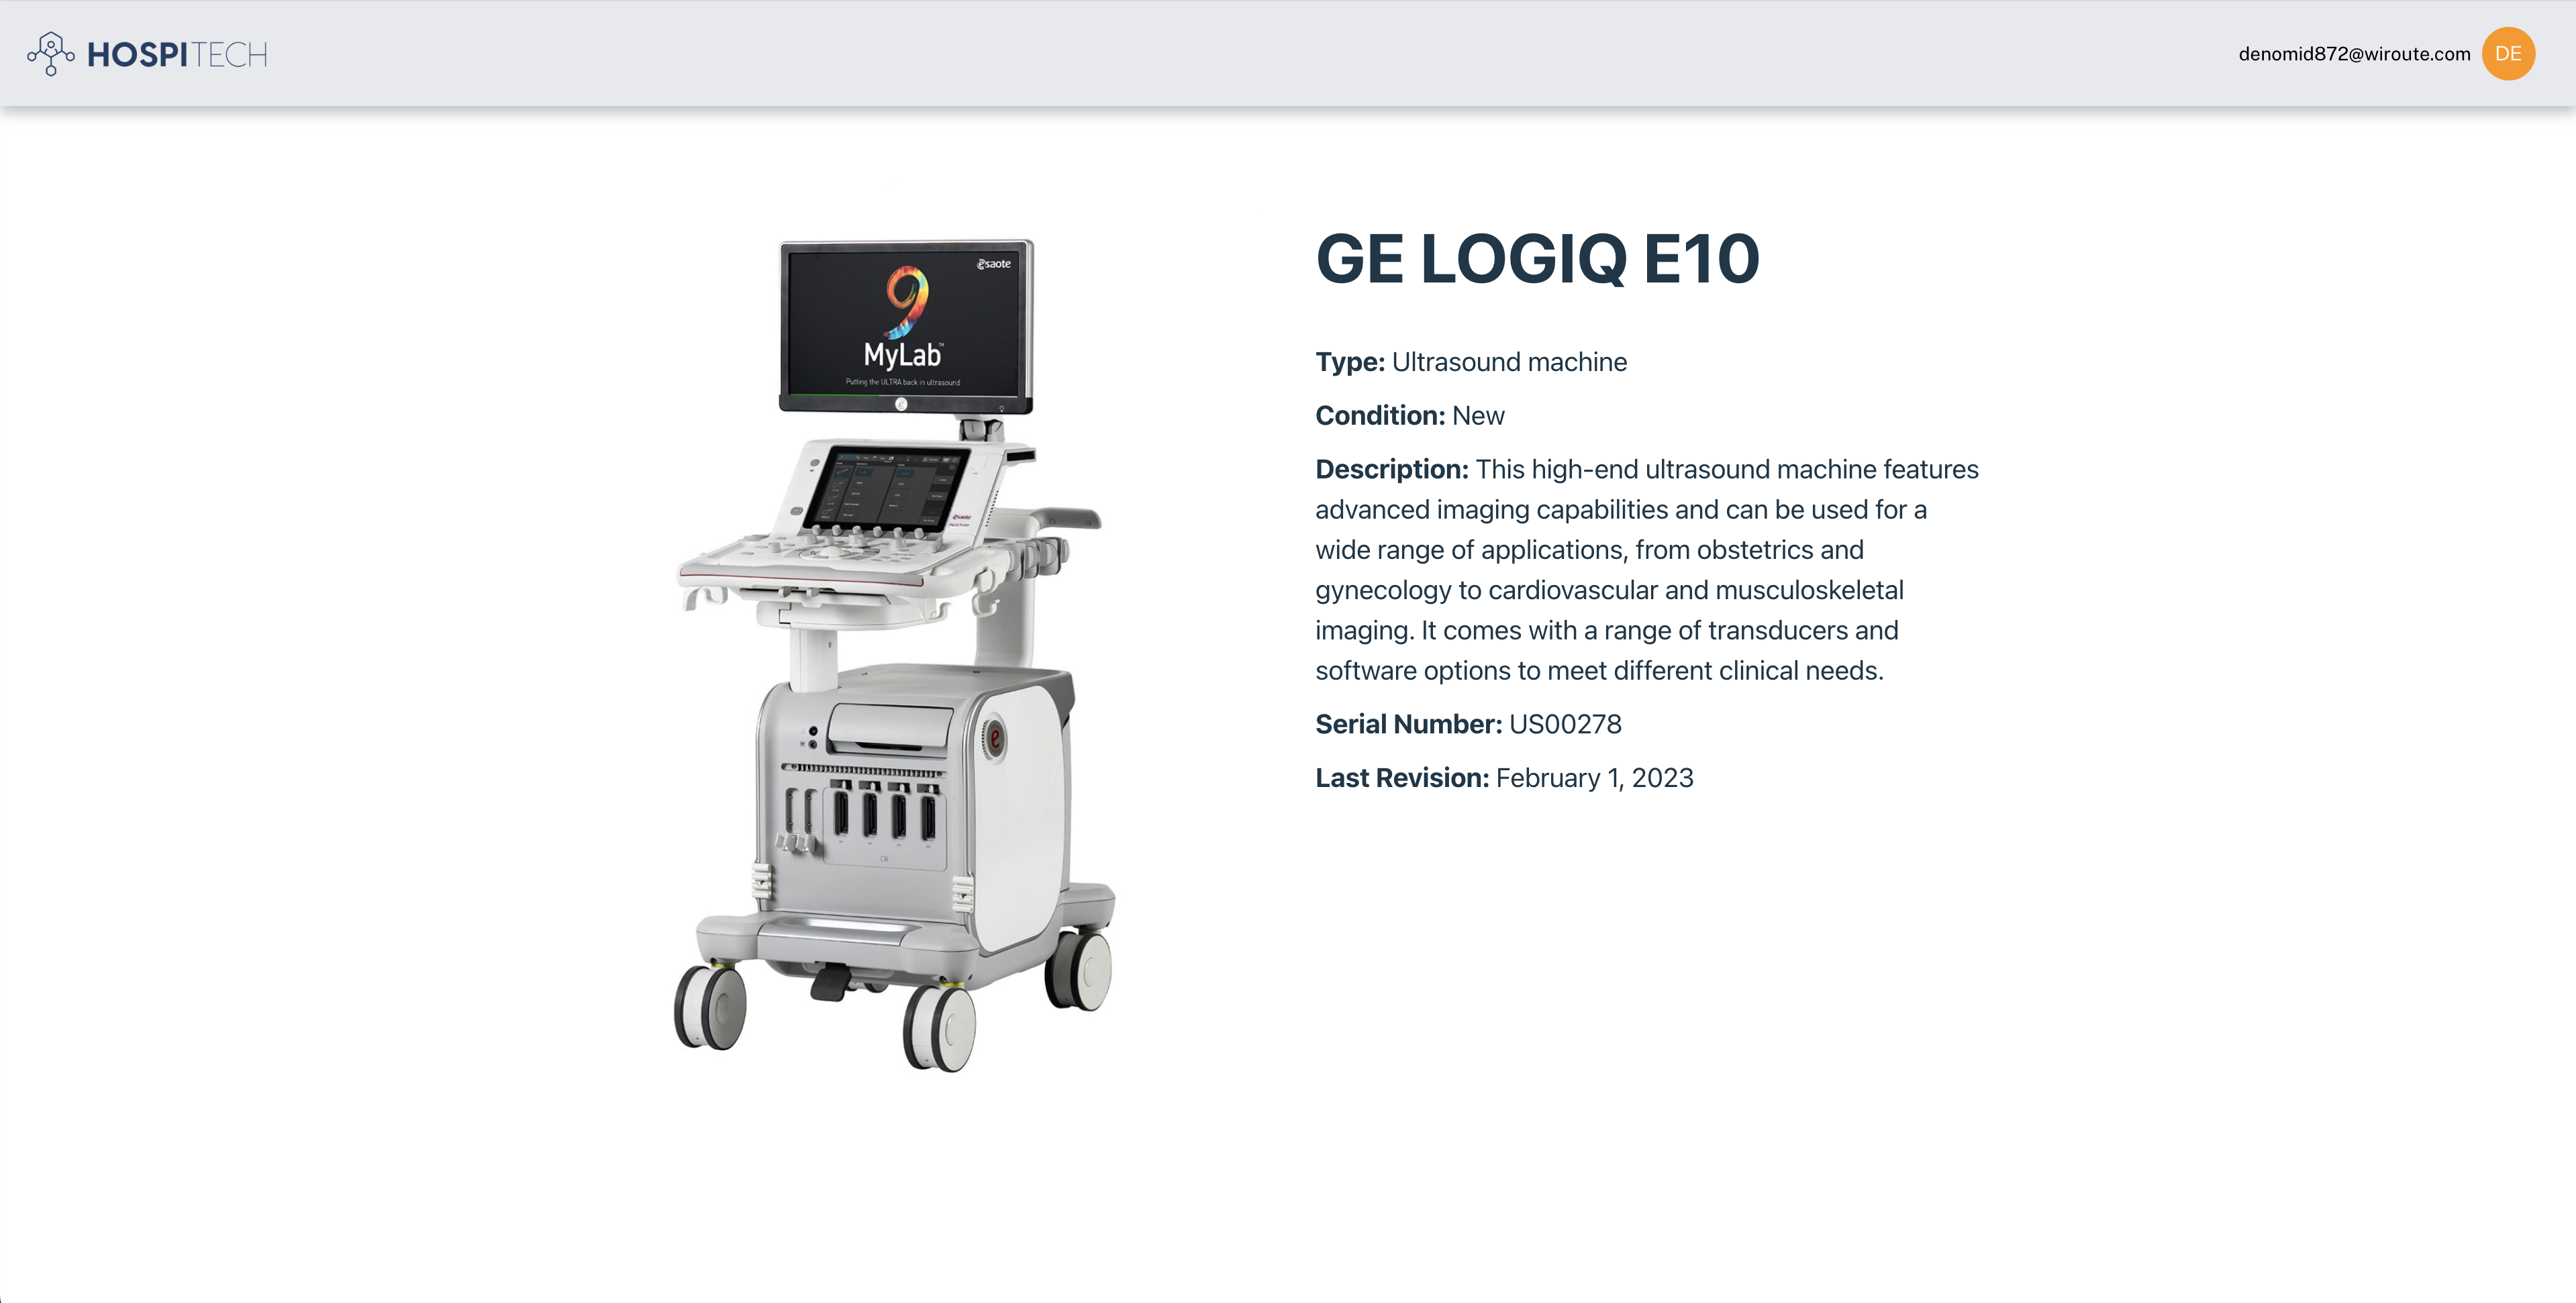 HOSPITECH
denomid872@wiroute.com
DE
esaote
9
MyLab™
Putting the ULTRA back in ultrasound
GE LOGIQ E10
Type: Ultrasound machine
Condition: New
Description: This high-end ultrasound machine features
advanced imaging capabilities and can be used for a
wide range of applications, from obstetrics and
gynecology to cardiovascular and musculoskeletal
imaging. It comes with a range of transducers and
software options to meet different clinical needs.
Serial Number: US00278
Last Revision: February 1, 2023